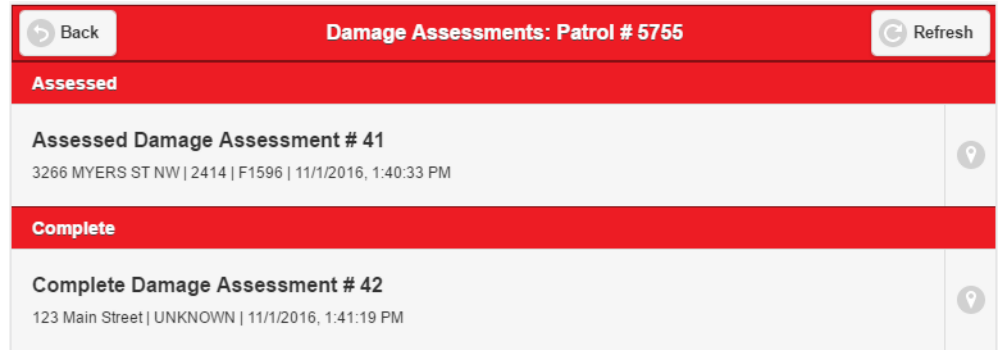 Back
Damage Assessments: Patrol # 5755
Refresh
Assessed
Assessed Damage Assessment # 41
3266 MYERS ST NW | 2414 | F1596 | 11/1/2016, 1:40:33 PM
Complete
Complete Damage Assessment # 42
123 Main Street | UNKNOWN | 11/1/2016, 1:41:19 PM